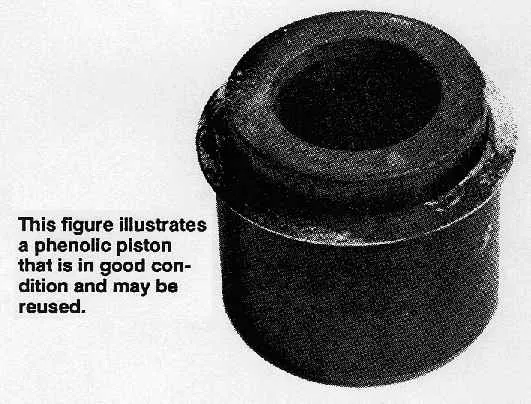 This figure illustrates
a phenolic piston
that is in good con-
dition and may be
reused.